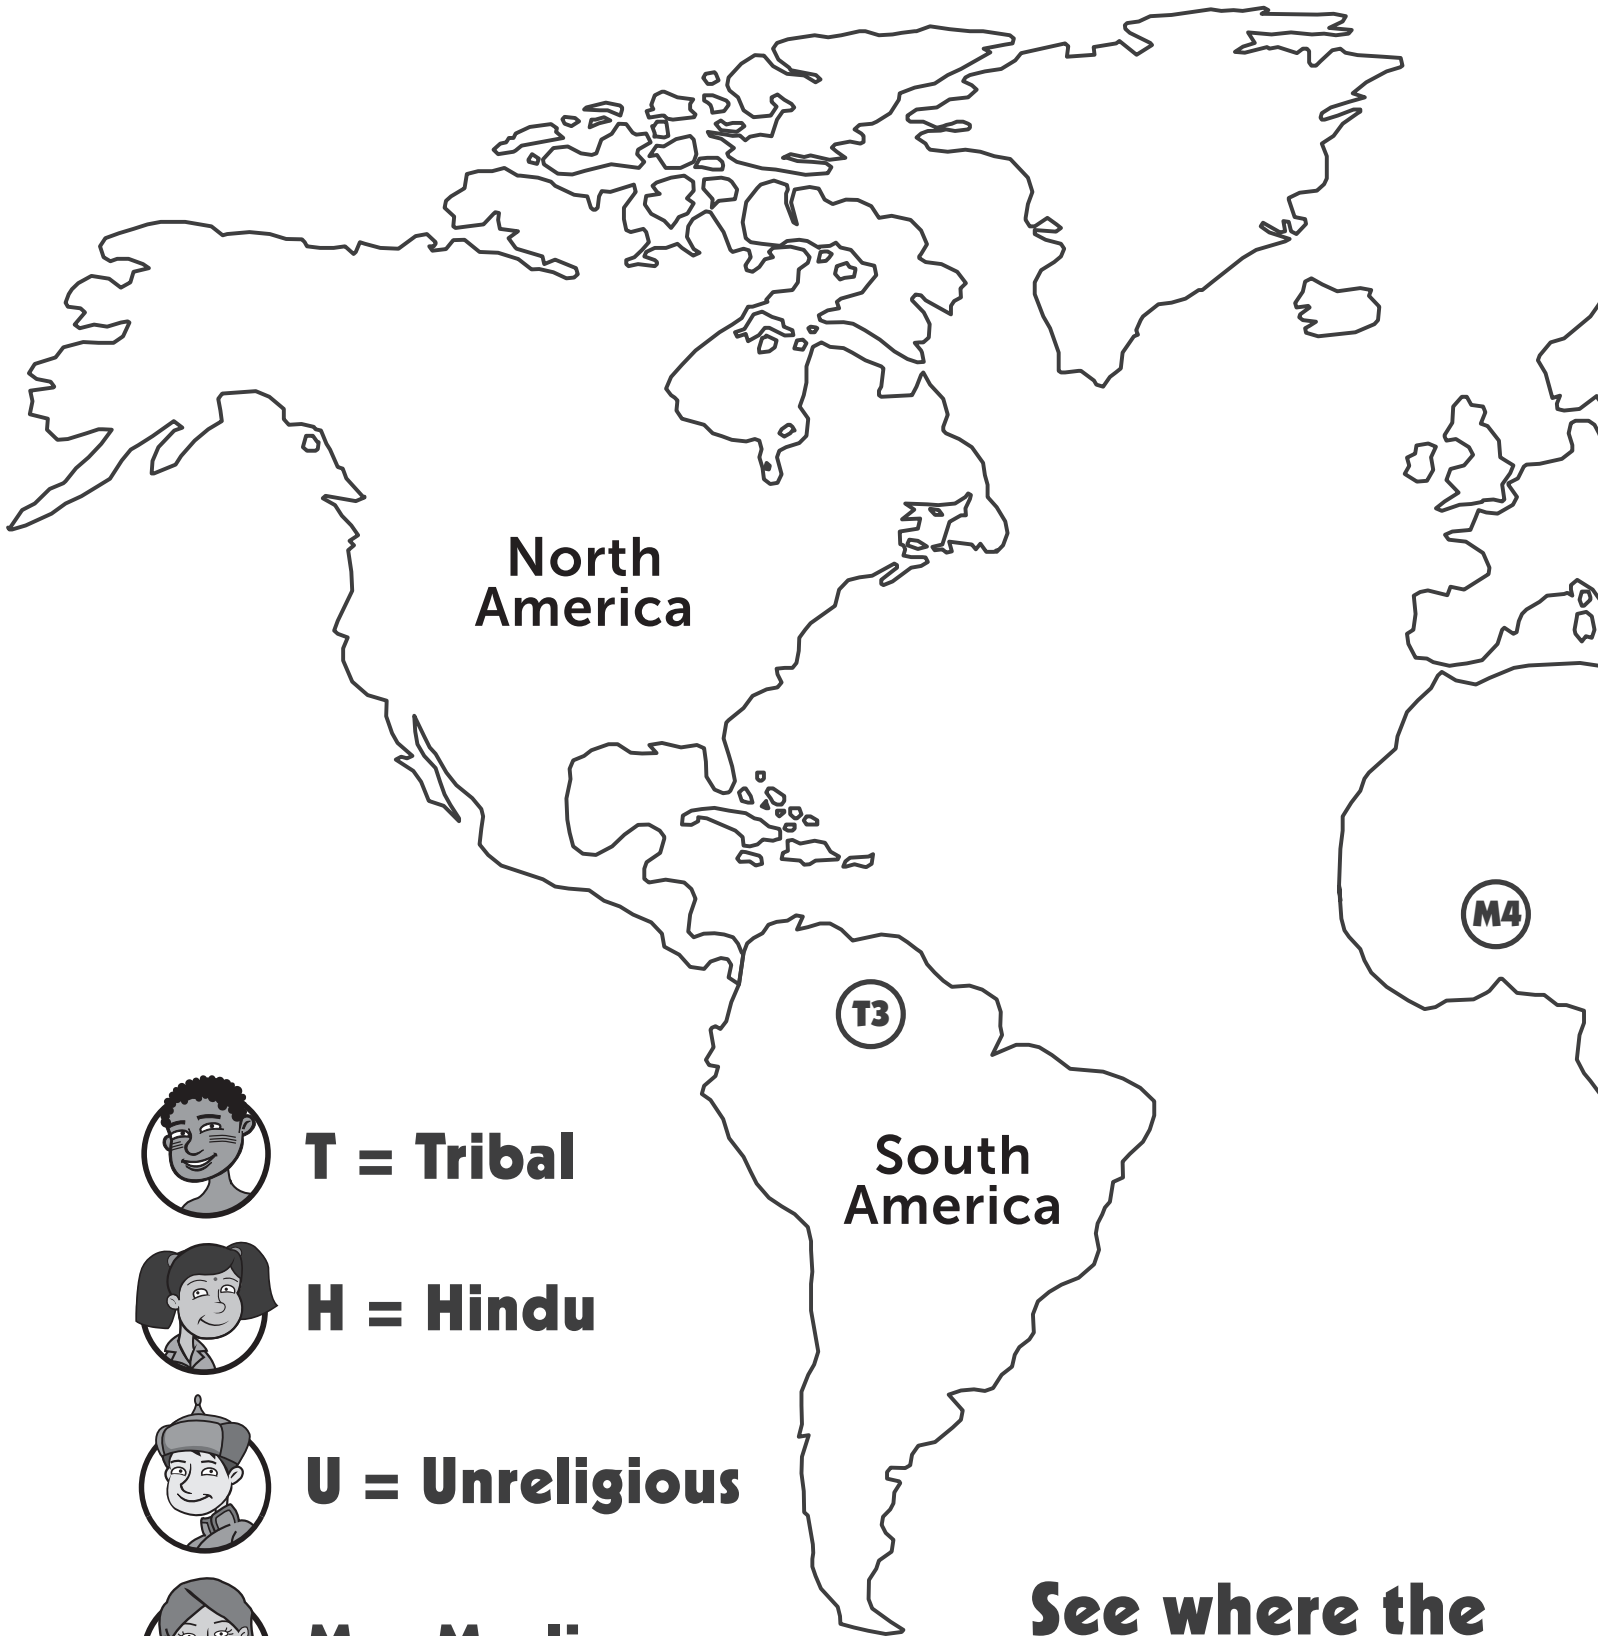 North
America
M4
T3
South
America
T = Tribal
H = Hindu
U = Unreligious
See where the